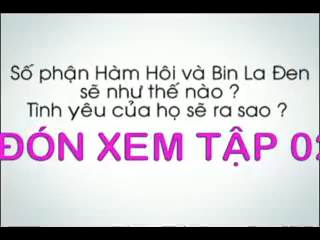 Số phận Hàm Hôi và Bin La Đen
sẽ như thế nào ?
Tình yêu của họ sẽ ra sao ?
ĐÓN XEM TẬP 02